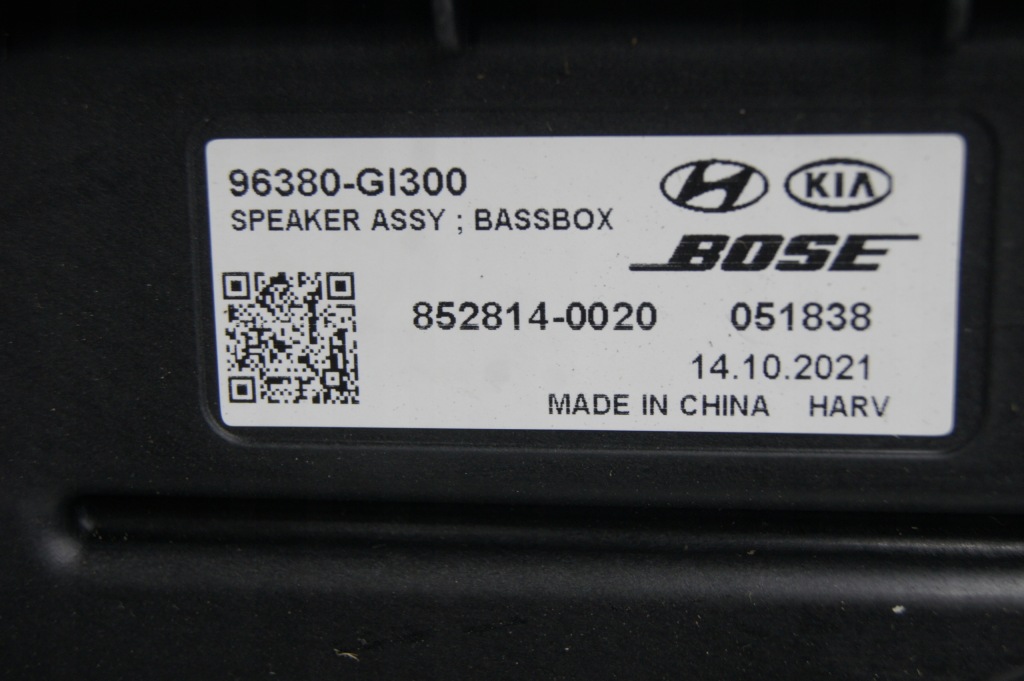 96380-GI300
SPEAKER ASSY ; BASSBOX
KIA
BOSE
852814-0020 051838
14.10.2021
MADE IN CHINA HARV